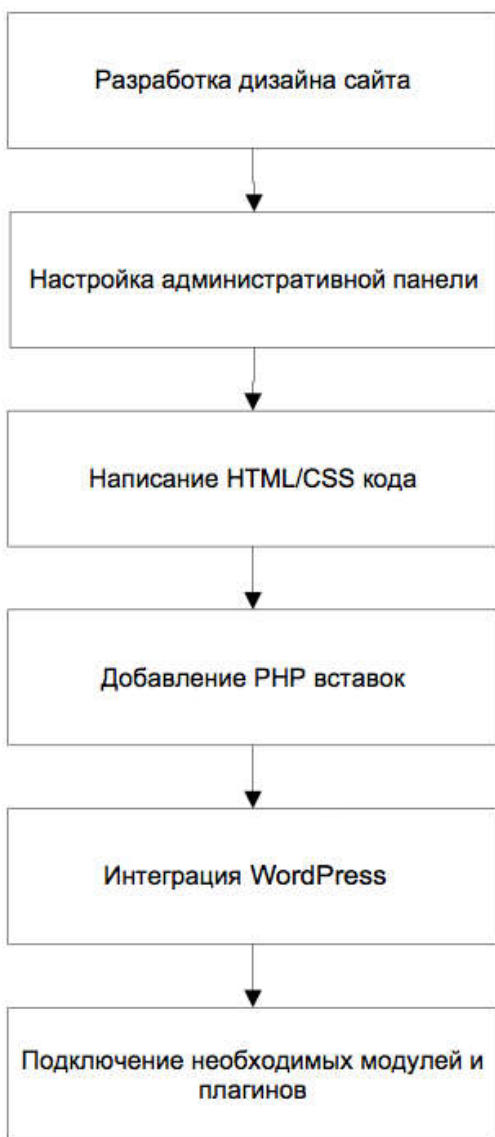 Разработка дизайна сайта
Настройка административной панели
Написание HTML/CSS кода
Добавление PHP вставок
Интеграция WordPress
Подключение необходимых модулей и
плагинов